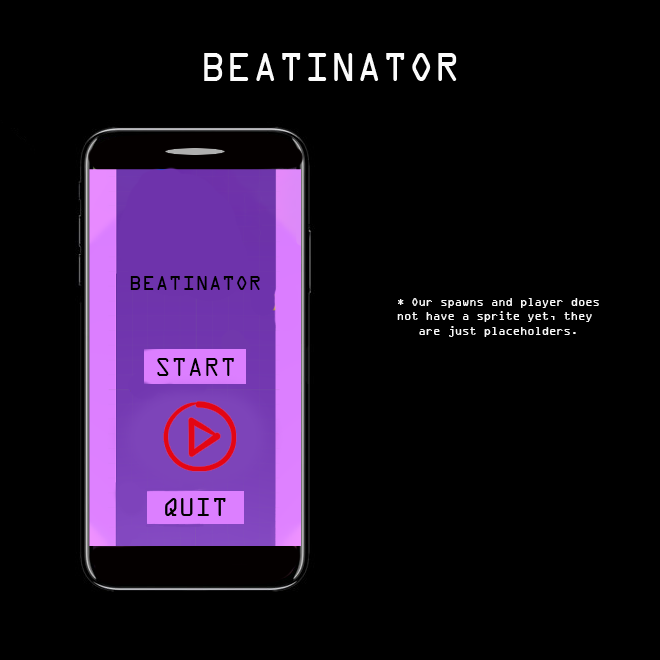 BEATINATOR
BEATINATOR
START
QUIT
* Our spawns and player does
not have a sprite yet, they
are just placeholders.